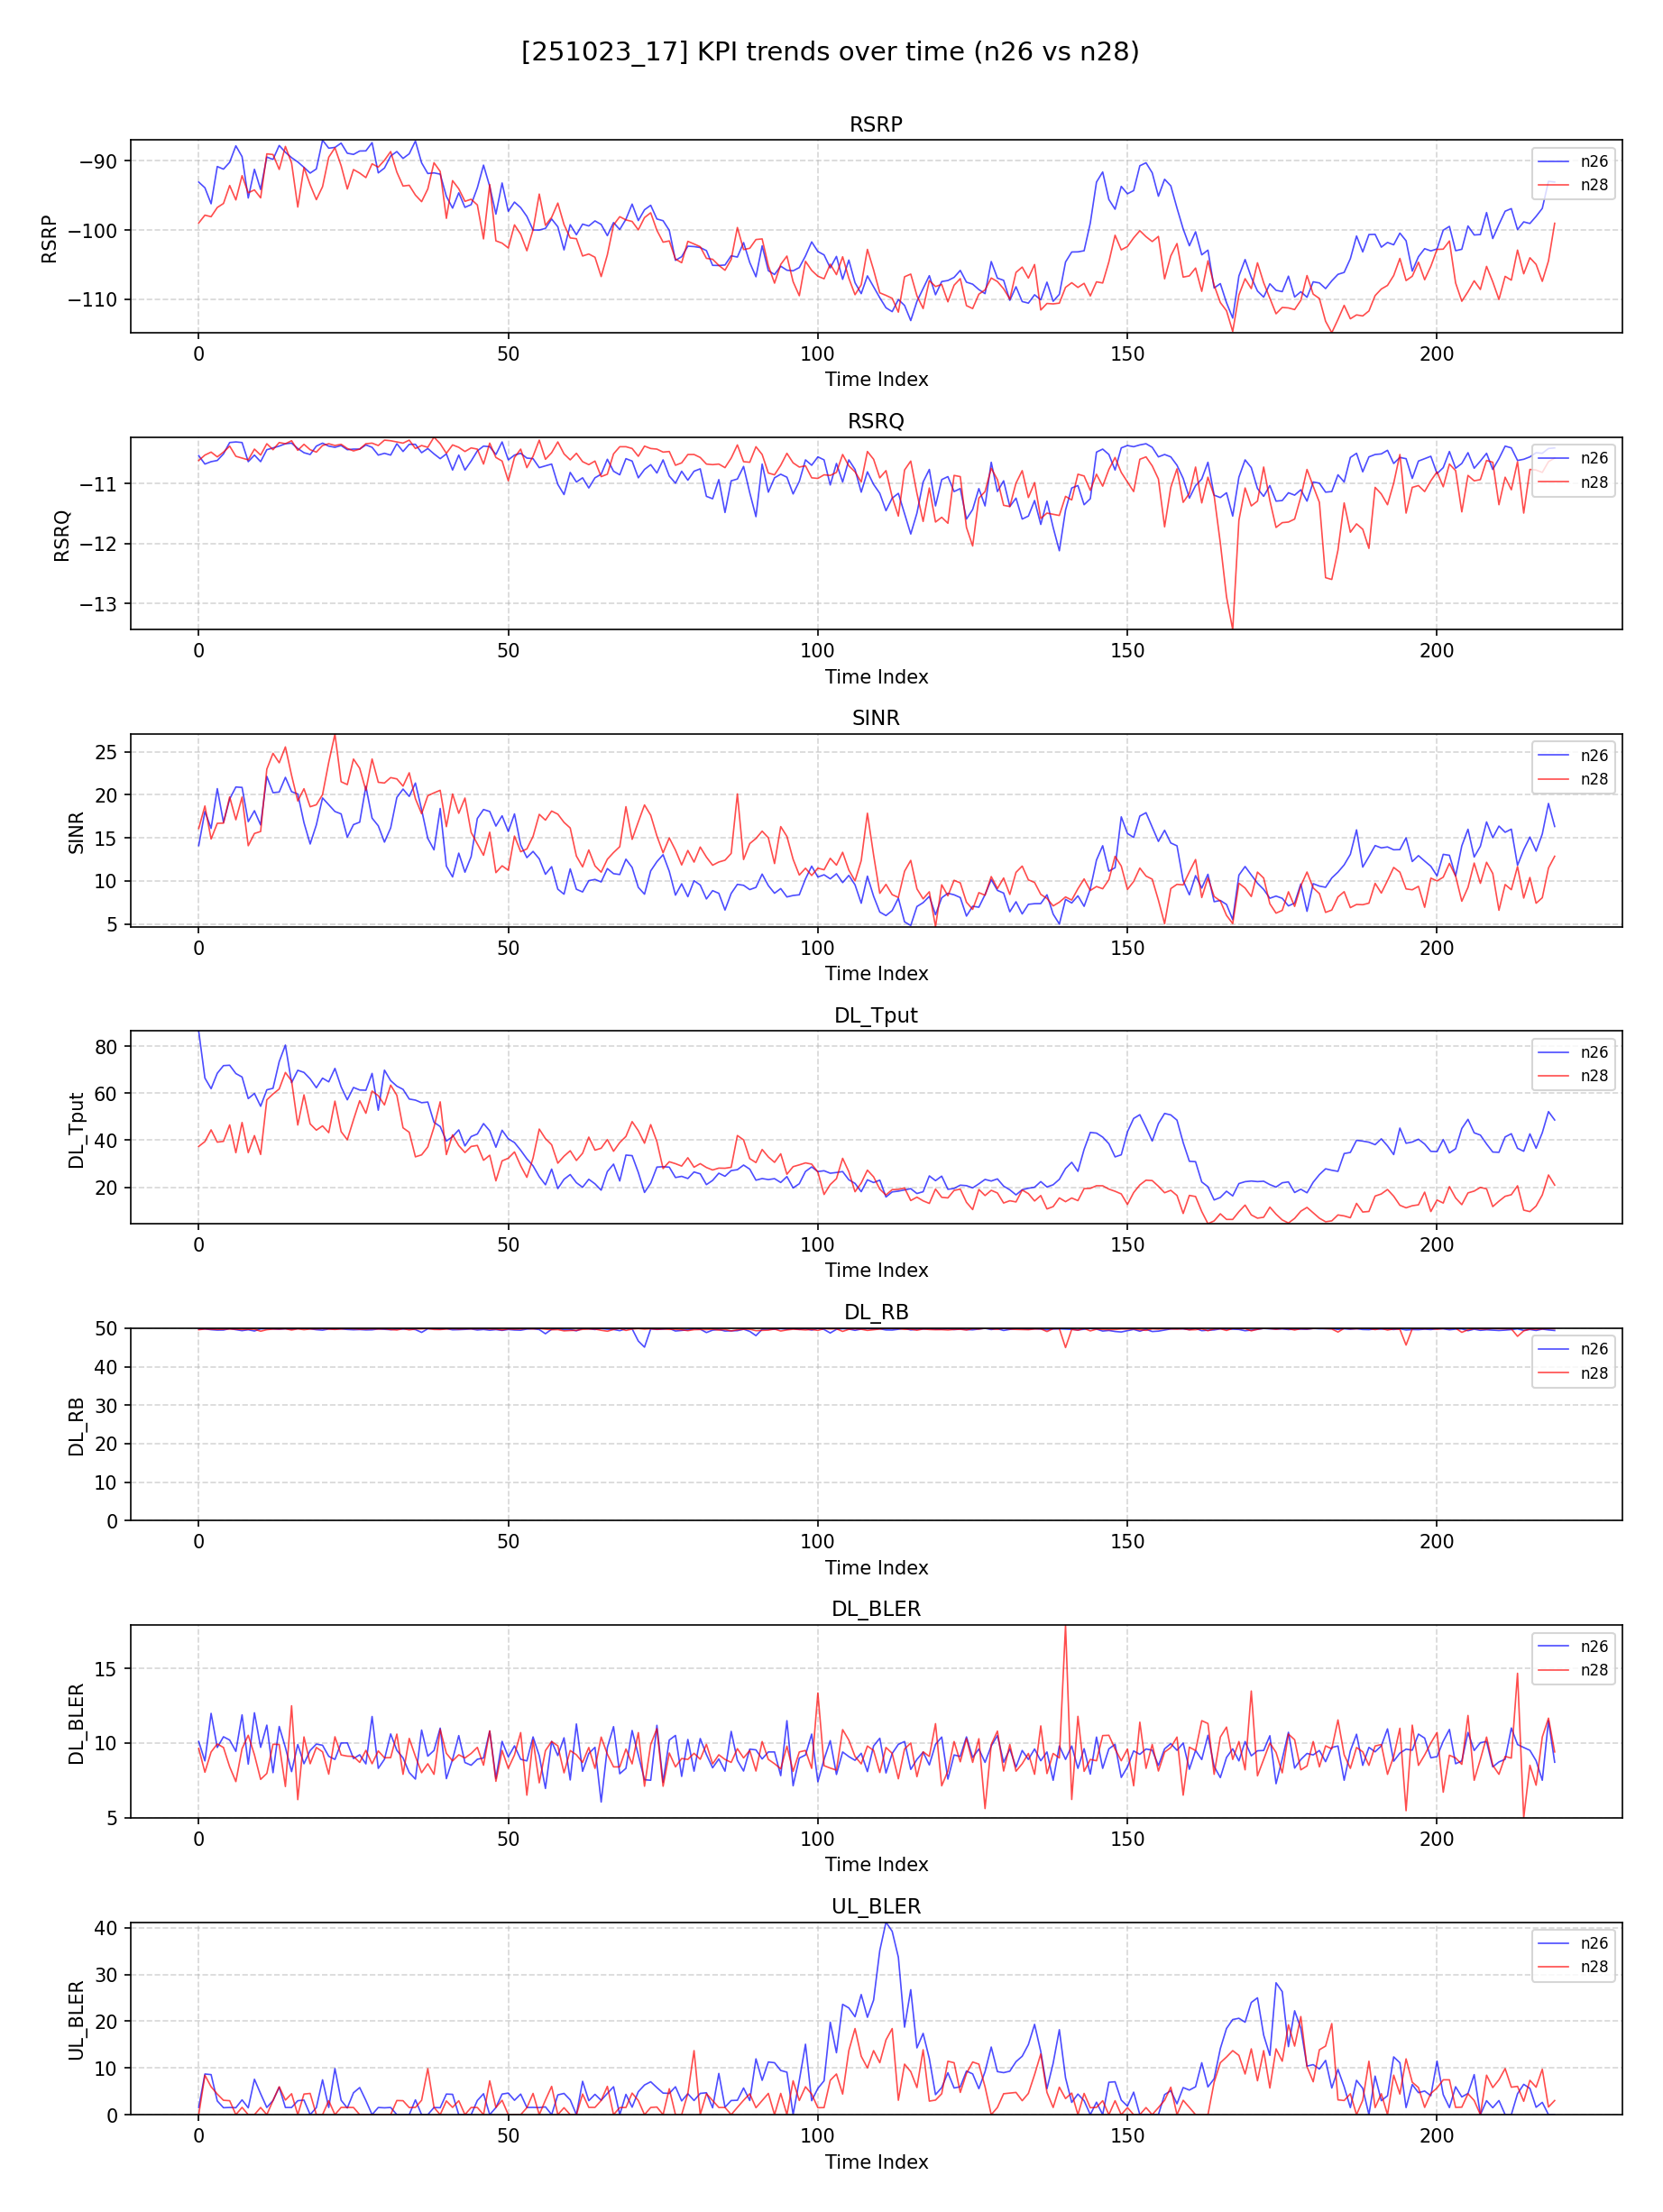 [251023_17] KPI trends over time (n26 vs n28)
RSRP
RSRP
−90
−100
−110
n26
n28
0 50 100 150 200
Time Index
RSRQ
RSRQ
−11
−12
−13
n26
n28
0 50 100 150 200
Time Index
SINR
SINR
25
20
15
10
5
n26
n28
0 50 100 150 200
Time Index
DL_Tput
DL_Tput
80
60
40
20
n26
n28
0 50 100 150 200
Time Index
DL_RB
DL_RB
50
40
30
20
10
0
n26
n28
0 50 100 150 200
Time Index
DL_BLER
DL_BLER
15
10
5
n26
n28
0 50 100 150 200
Time Index
UL_BLER
UL_BLER
40
30
20
10
0
n26
n28
0 50 100 150 200
Time Index